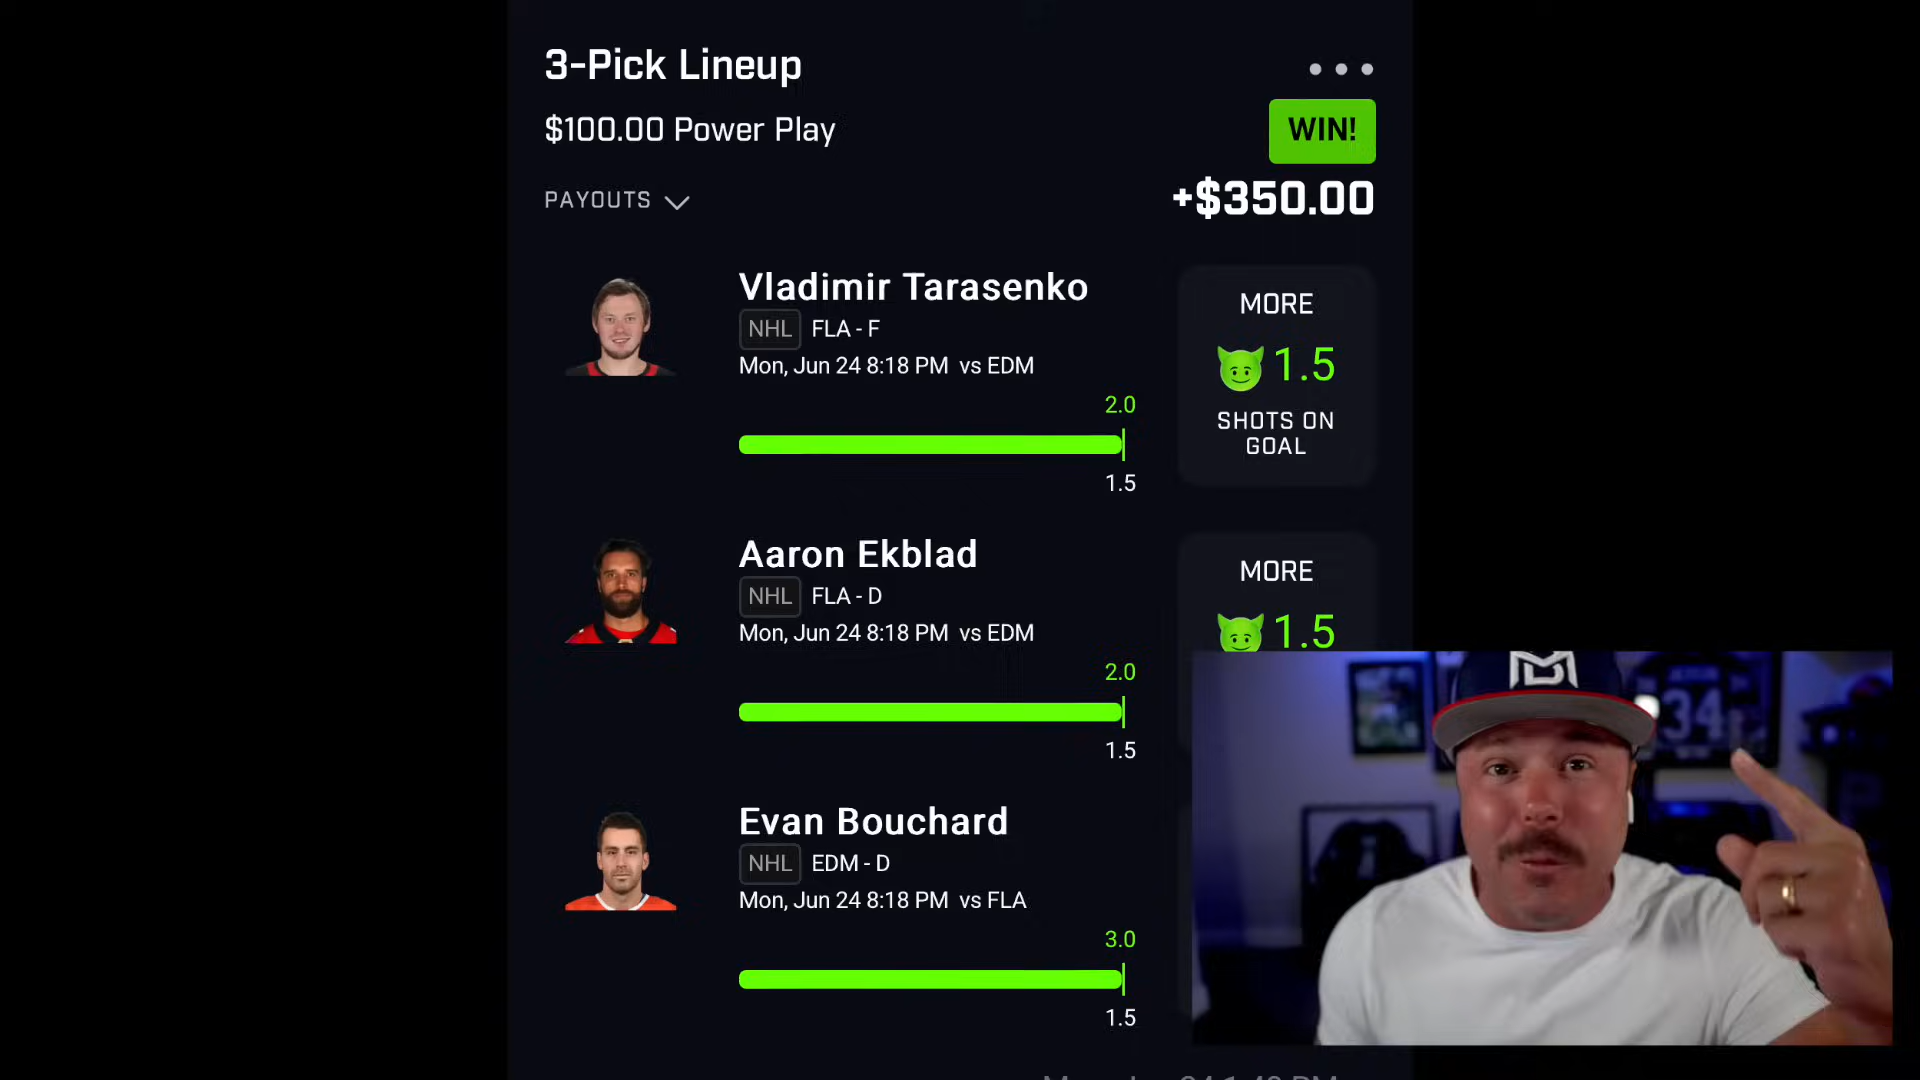 3-Pick Lineup
$100.00 Power Play
WIN!
PAYOUTS
+$350.00
Vladimir Tarasenko
NHL FLA - F
Mon, Jun 24 8:18 PM vs EDM
2.0
1.5
MORE
1.5
SHOTS ON
GOAL
Aaron Ekblad
NHL FLA - D
Mon, Jun 24 8:18 PM vs EDM
2.0
1.5
MORE
1.5
Evan Bouchard
NHL EDM - D
Mon, Jun 24 8:18 PM vs FLA
3.0
1.5
34